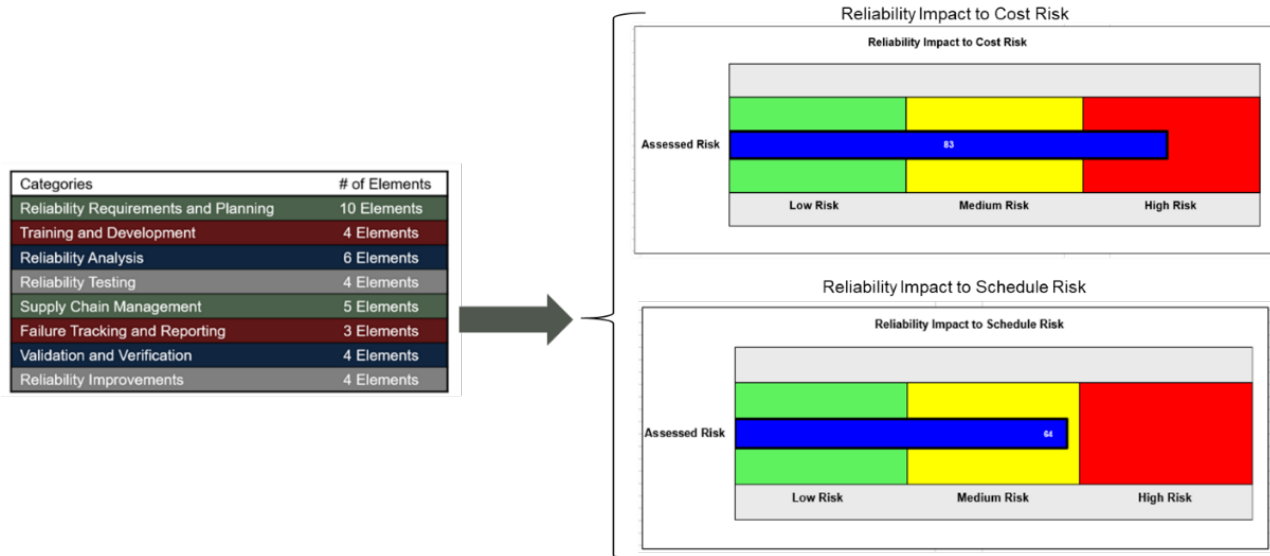 Categories # of Elements
Reliability Requirements and Planning 10 Elements
Training and Development 4 Elements
Reliability Analysis 6 Elements
Reliability Testing 4 Elements
Supply Chain Management 5 Elements
Failure Tracking and Reporting 3 Elements
Validation and Verification 4 Elements
Reliability Improvements 4 Elements
Reliability Impact to Cost Risk
Reliability Impact to Cost Risk
Assessed Risk
83
Low Risk Medium Risk High Risk
Reliability Impact to Schedule Risk
Reliability Impact to Schedule Risk
Assessed Risk
64
Low Risk Medium Risk High Risk